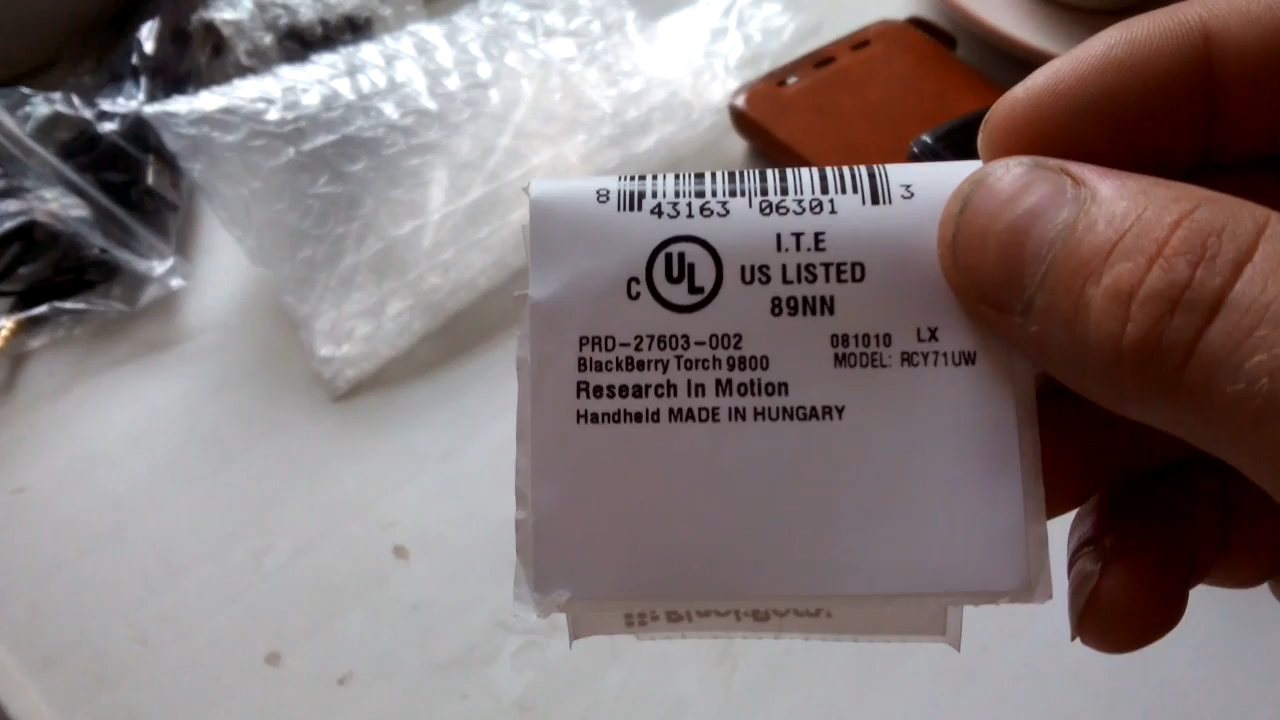 8 43163 06301 3
C UL
I.T.E
US LISTED
89NN
PRD-27603-002 081010 LX
BlackBerry Torch 9800 MODEL: RCY71UW
Research In Motion
Handheld MADE IN HUNGARY
BlackBerry